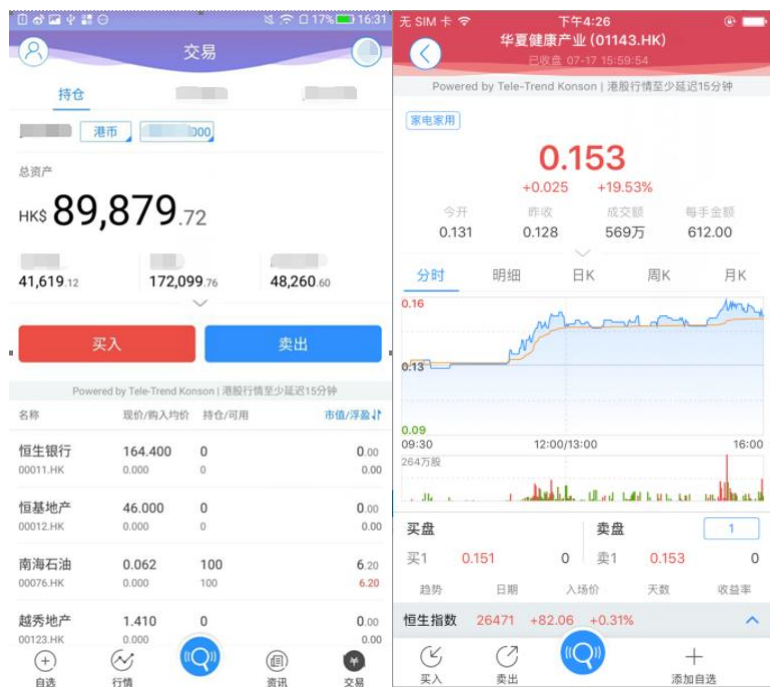 17% 16:31
交易
持仓
港币 000
总资产
HK$ 89,879.72
41,619.12 172,099.76 48,260.60
买入 卖出
Powered by Tele-Trend Konson | 港股行情至少延迟15分钟
名称 现价/购入均价 持仓/可用 市值/浮盈
恒生银行 164.400 0 0.00
00011.HK 0.000 0 0.00
恒基地产 46.000 0 0.00
00012.HK 0.000 0 0.00
南海石油 0.062 100 6.20
00076.HK 0.000 100 6.20
越秀地产 1.410 0 0.00
00123.HK 0.000 0.00
自选 行情 资讯 交易
无 SIM 卡 下午4:26
华夏健康产业 (01143.HK)
已收盘 07-17 15:59:54
Powered by Tele-Trend Konson | 港股行情至少延迟15分钟
家电家用
0.153
+0.025 +19.53%
今开 昨收 成交额 每手金额
0.131 0.128 569万 612.00
分时 明细 日K 周K 月K
0.16
0.13
0.09
09:30 12:00/13:00 16:00
264万股
买盘 卖盘 1
买1 0.151 0 卖1 0.153 0
趋势 日期 入场价 天数 收益率
恒生指数 26471 +82.06 +0.31%
买入 卖出 添加自选